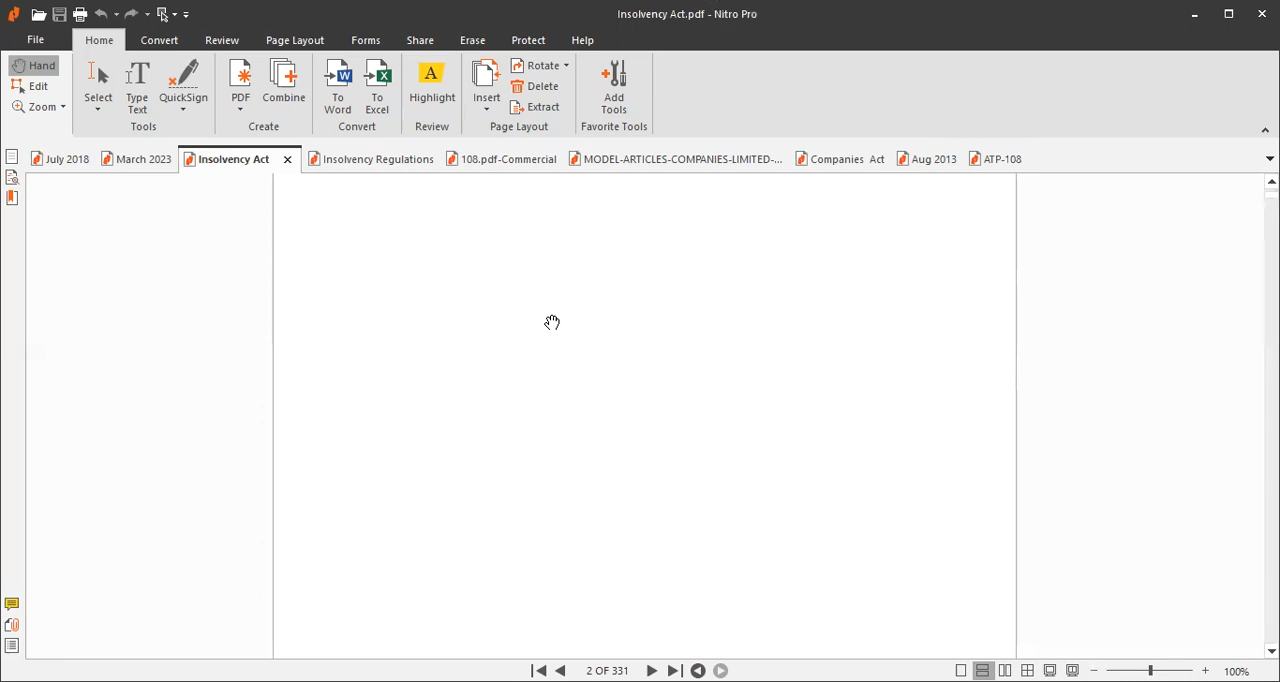 Insolvency Act.pdf - Nitro Pro
File Home Convert Review Page Layout Forms Share Erase Protect Help
Hand
Edit
Zoom
Select
Type Text
QuickSign
Tools
PDF
Combine
Create
To Word
To Excel
Convert
Highlight
Review
Insert
Rotate
Delete
Extract
Page Layout
Add Tools
Favorite Tools
July 2018 March 2023 Insolvency Act Insolvency Regulations 108.pdf-Commercial MODEL-ARTICLES-COMPANIES-LIMITED-... Companies Act Aug 2013 ATP-108
2 OF 331
100%